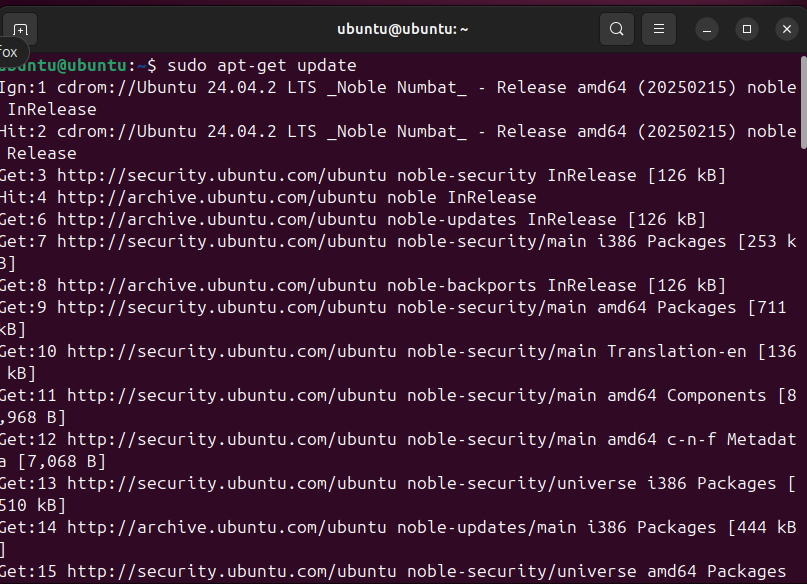 ubuntu@ubuntu: ~
fox
ubuntu@ubuntu:~$ sudo apt-get update
Ign:1 cdrom://Ubuntu 24.04.2 LTS _Noble Numbat_ - Release amd64 (20250215) noble
 InRelease
Hit:2 cdrom://Ubuntu 24.04.2 LTS _Noble Numbat_ - Release amd64 (20250215) noble
 Release
Get:3 http://security.ubuntu.com/ubuntu noble-security InRelease [126 kB]
Hit:4 http://archive.ubuntu.com/ubuntu noble InRelease
Get:6 http://archive.ubuntu.com/ubuntu noble-updates InRelease [126 kB]
Get:7 http://security.ubuntu.com/ubuntu noble-security/main i386 Packages [253 k
B]
Get:8 http://archive.ubuntu.com/ubuntu noble-backports InRelease [126 kB]
Get:9 http://security.ubuntu.com/ubuntu noble-security/main amd64 Packages [711
kB]
Get:10 http://security.ubuntu.com/ubuntu noble-security/main Translation-en [136
 kB]
Get:11 http://security.ubuntu.com/ubuntu noble-security/main amd64 Components [8
,968 B]
Get:12 http://security.ubuntu.com/ubuntu noble-security/main amd64 c-n-f Metadat
a [7,068 B]
Get:13 http://security.ubuntu.com/ubuntu noble-security/universe i386 Packages [
510 kB]
Get:14 http://archive.ubuntu.com/ubuntu noble-updates/main i386 Packages [444 kB
]
Get:15 http://security.ubuntu.com/ubuntu noble-security/universe amd64 Packages